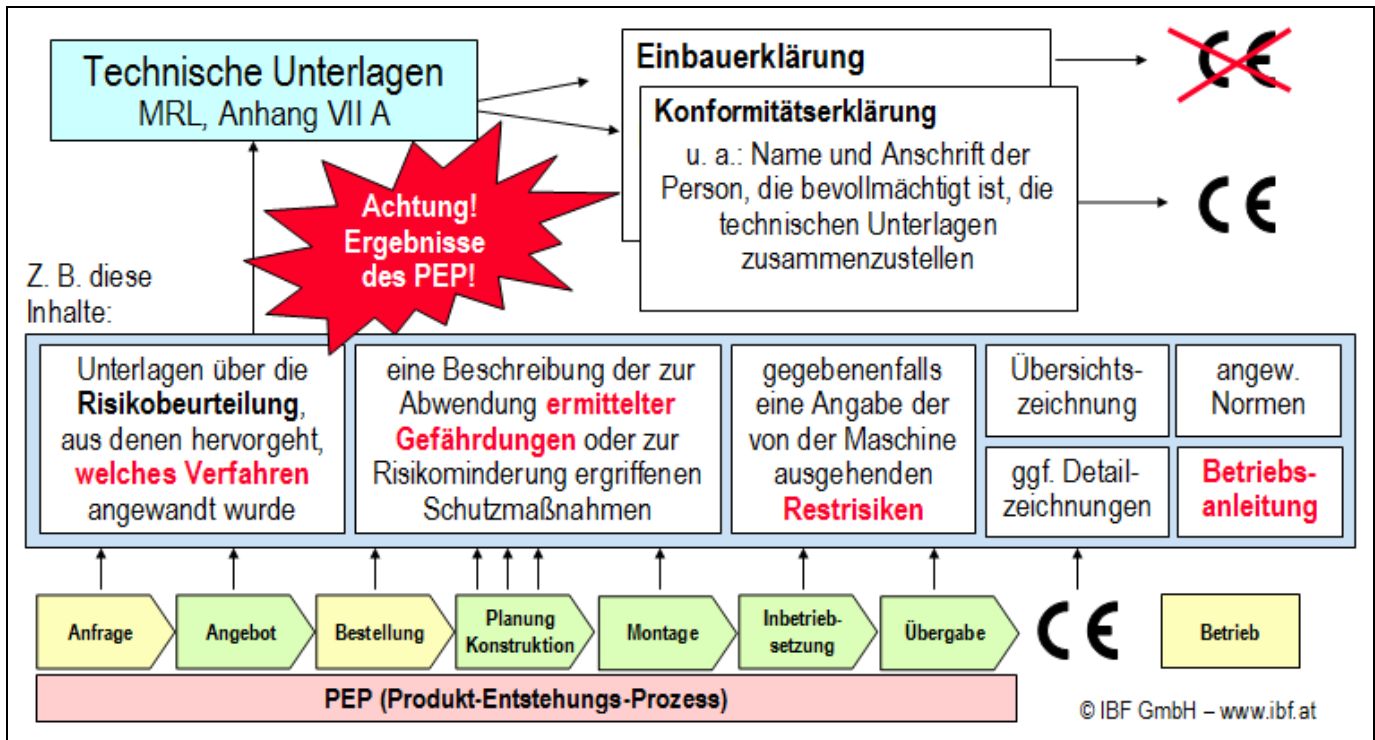 Technische Unterlagen
MRL, Anhang VII A
Einbauerklärung
Konformitätserklärung
u. a.: Name und Anschrift der
Person, die bevollmächtigt ist, die
technischen Unterlagen
zusammenzustellen
CE
CE
Achtung!
Ergebnisse
des PEP!
Z. B. diese
Inhalte:
Unterlagen über die
Risikobeurteilung,
aus denen hervorgeht,
welches Verfahren
angewandt wurde
eine Beschreibung der zur
Abwendung ermittelter
Gefährdungen oder zur
Risikominderung ergriffenen
Schutzmaßnahmen
gegebenenfalls
eine Angabe der
von der Maschine
ausgehenden
Restrisiken
Übersichts-
zeichnung
angew.
Normen
ggf. Detail-
zeichnungen
Betriebs-
anleitung
Anfrage
Angebot
Bestellung
Planung
Konstruktion
Montage
Inbetrieb-
setzung
Übergabe
CE
Betrieb
PEP (Produkt-Entstehungs-Prozess)
© IBF GmbH – www.ibf.at